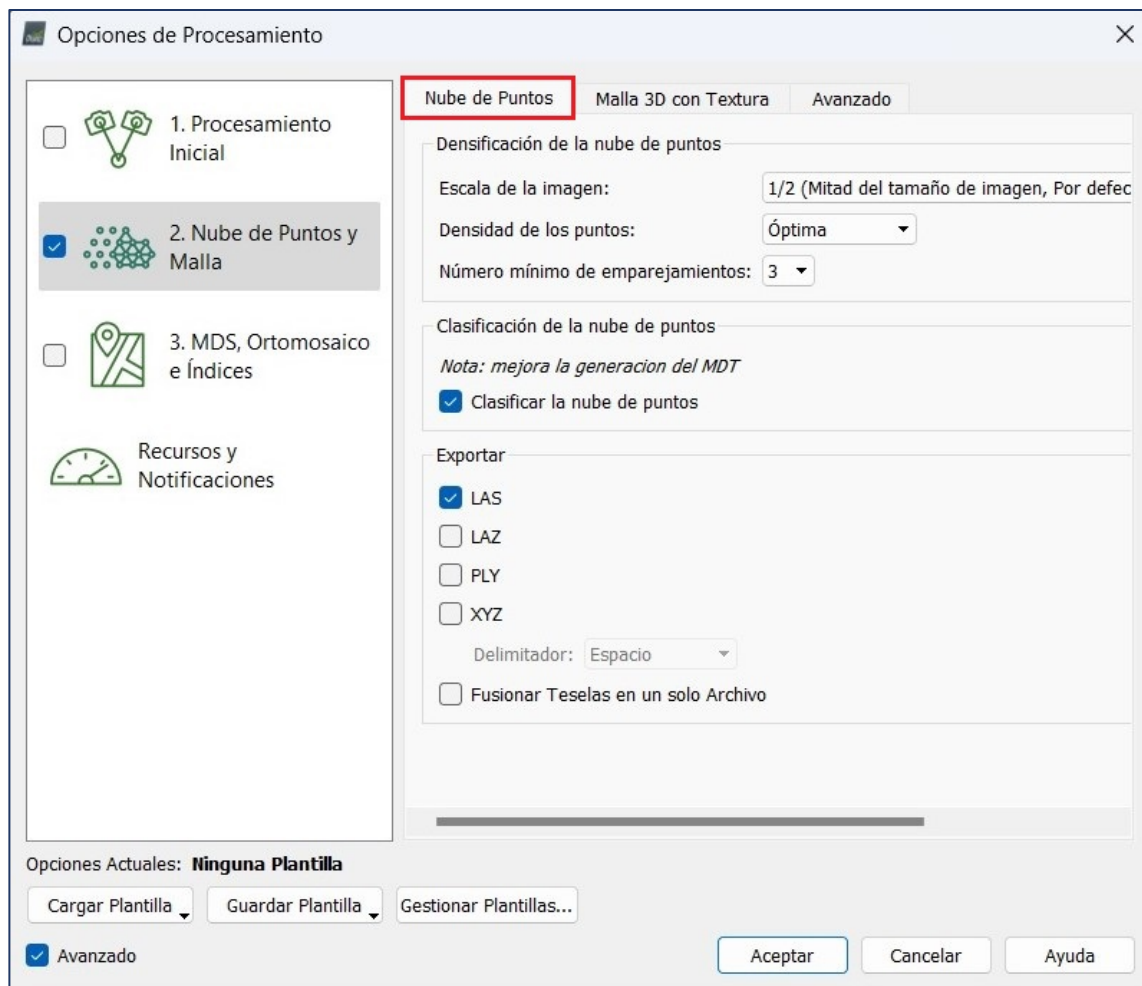 Opciones de Procesamiento
1. Procesamiento
Inicial
2. Nube de Puntos y
Malla
3. MDS, Ortomosaico
e Índices
Recursos y
Notificaciones
Nube de Puntos
Malla 3D con Textura
Avanzado
Densificación de la nube de puntos
Escala de la imagen:
1/2 (Mitad del tamaño de imagen, Por defec
Densidad de los puntos:
Óptima
Número mínimo de emparejamientos:
3
Clasificación de la nube de puntos
Nota: mejora la generacion del MDT
Clasificar la nube de puntos
Exportar
LAS
LAZ
PLY
XYZ
Delimitador:
Espacio
Fusionar Teselas en un solo Archivo
Opciones Actuales: Ninguna Plantilla
Cargar Plantilla
Guardar Plantilla
Gestionar Plantillas...
Avanzado
Aceptar
Cancelar
Ayuda